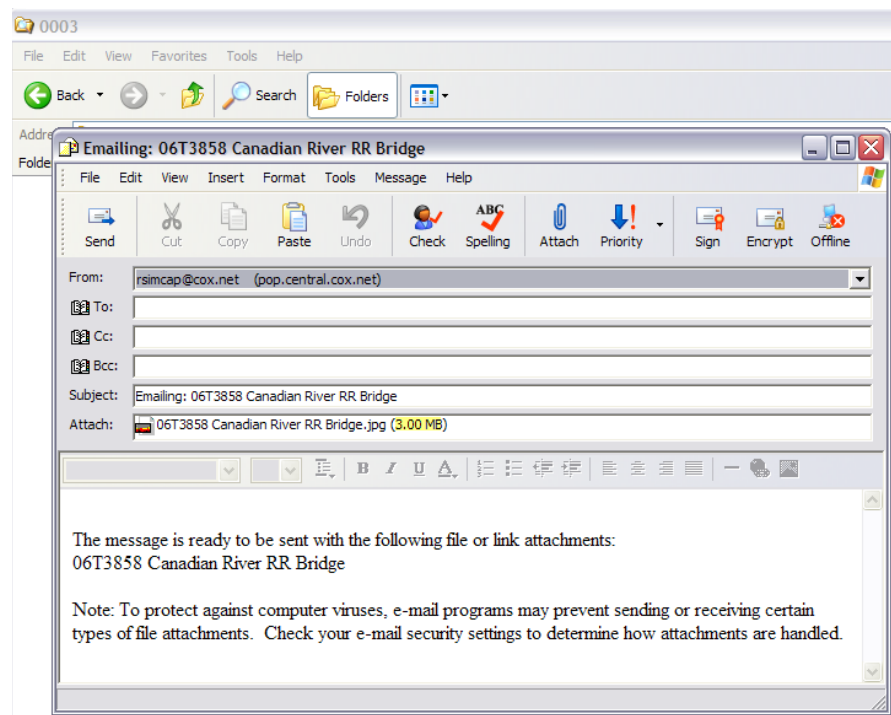 0003
File Edit View Favorites Tools Help
Back Search Folders
Addre
Folde
Emailing: 06T3858 Canadian River RR Bridge
File Edit View Insert Format Tools Message Help
ABC
Send Cut Copy Paste Undo Check Spelling Attach Priority Sign Encrypt Offline
From: rsimcap@cox.net (pop.central.cox.net)
To:
Cc:
Bcc:
Subject: Emailing: 06T3858 Canadian River RR Bridge
Attach: 06T3858 Canadian River RR Bridge.jpg (3.00 MB)
B I U A
The message is ready to be sent with the following file or link attachments:
06T3858 Canadian River RR Bridge
Note: To protect against computer viruses, e-mail programs may prevent sending or receiving certain
types of file attachments. Check your e-mail security settings to determine how attachments are handled.